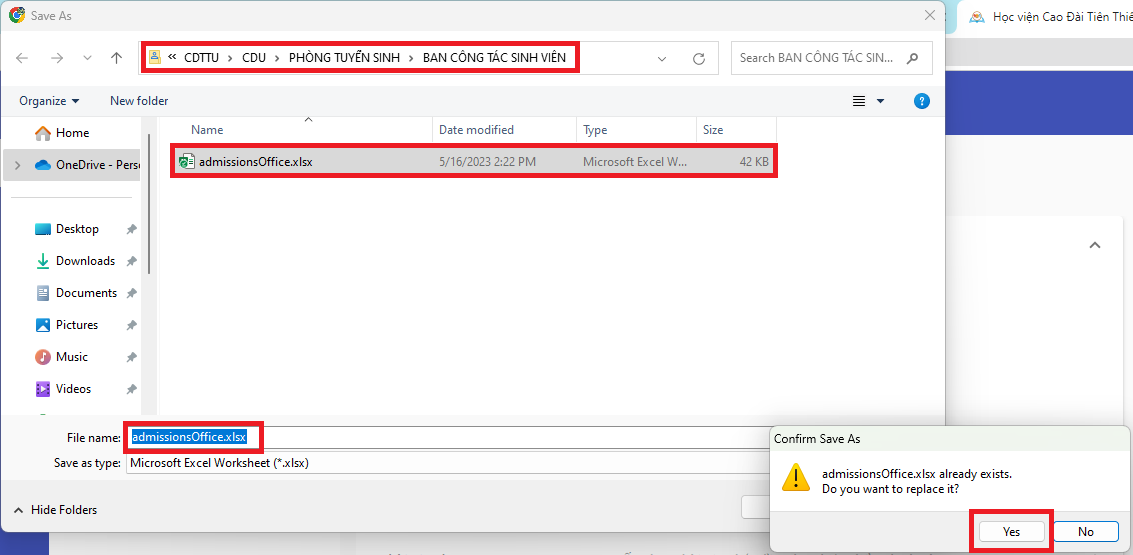 Save As
Học viện Cao Đài Tiên Thiê
« CDTTU > CDU > PHÒNG TUYỂN SINH > BAN CÔNG TÁC SINH VIÊN
Search BAN CÔNG TÁC SIN...
Organize
New folder
Name
Date modified
Type
Size
Home
OneDrive - Perso
admissionsOffice.xlsx
5/16/2023 2:22 PM
Microsoft Excel W...
42 KB
Desktop
Downloads
Documents
Pictures
Music
Videos
File name: admissionsOffice.xlsx
Save as type: Microsoft Excel Worksheet (*.xlsx)
Hide Folders
Confirm Save As
admissionsOffice.xlsx already exists.
Do you want to replace it?
Yes
No